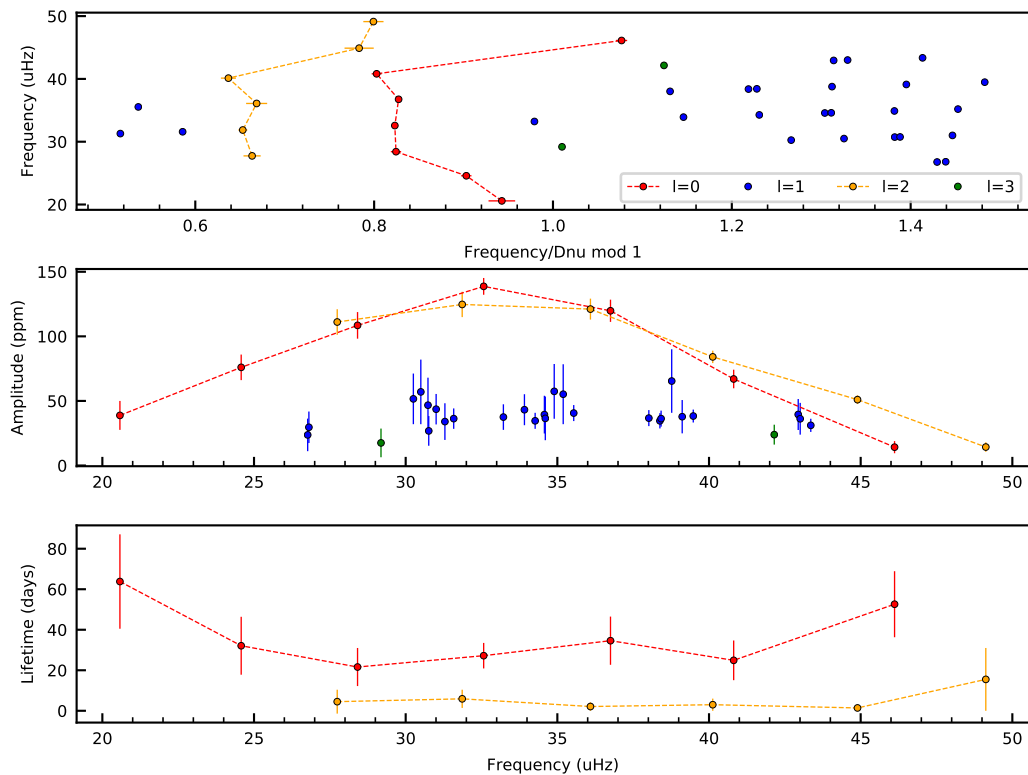 50
40
30
20
Frequency (uHz)
l=0 l=1 l=2 l=3
0.6 0.8 1.0 1.2 1.4
Frequency/Dnu mod 1
150
100
50
0
Amplitude (ppm)
20 25 30 35 40 45 50
80
60
40
20
0
Lifetime (days)
20 25 30 35 40 45 50
Frequency (uHz)